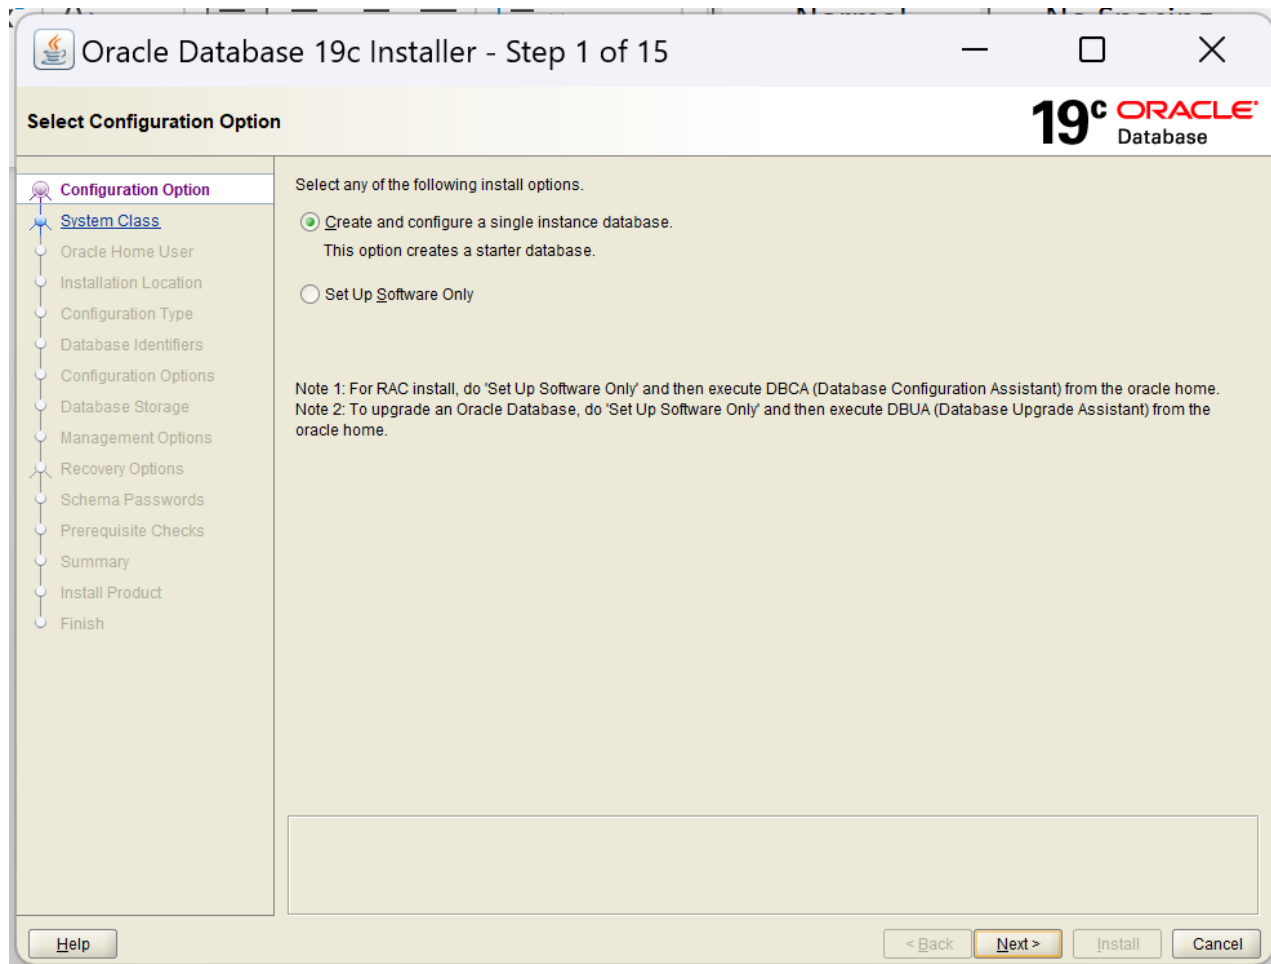 Normal No Spacing
Oracle Database 19c Installer - Step 1 of 15
Select Configuration Option
19c ORACLE
Database
Configuration Option
System Class
Oracle Home User
Installation Location
Configuration Type
Database Identifiers
Configuration Options
Database Storage
Management Options
Recovery Options
Schema Passwords
Prerequisite Checks
Summary
Install Product
Finish
Select any of the following install options.
Create and configure a single instance database.
This option creates a starter database.
Set Up Software Only
Note 1: For RAC install, do 'Set Up Software Only' and then execute DBCA (Database Configuration Assistant) from the oracle home.
Note 2: To upgrade an Oracle Database, do 'Set Up Software Only' and then execute DBUA (Database Upgrade Assistant) from the
oracle home.
Help
< Back Next > Install Cancel